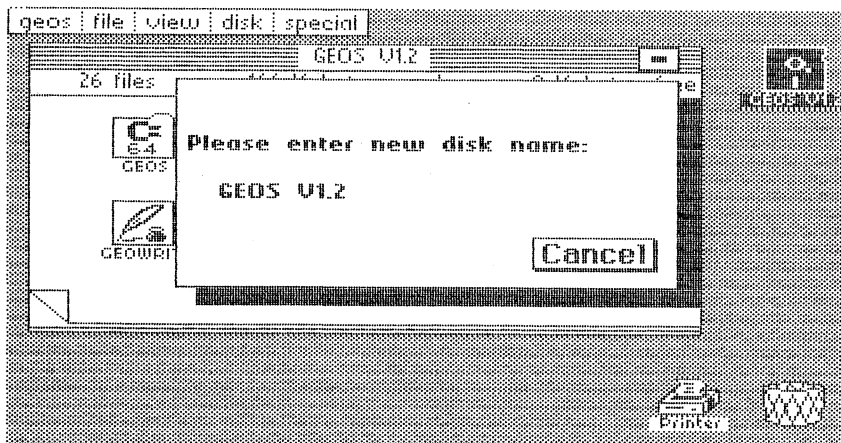 geos file view disk special
GEOS V1.2
26 files
Please enter new disk name:
GEOS V1.2
Cancel
C=
64
GEOS
GEOWRI
Printer